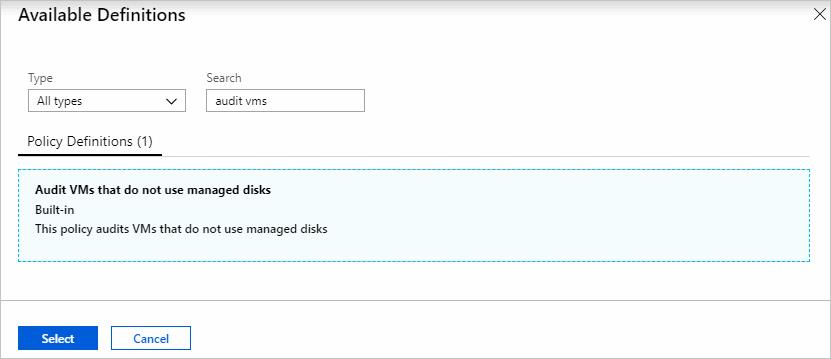 Available Definitions
Type
Search
All types
audit vms
Policy Definitions (1)
Audit VMs that do not use managed disks
Built-in
This policy audits VMs that do not use managed disks
Select
Cancel